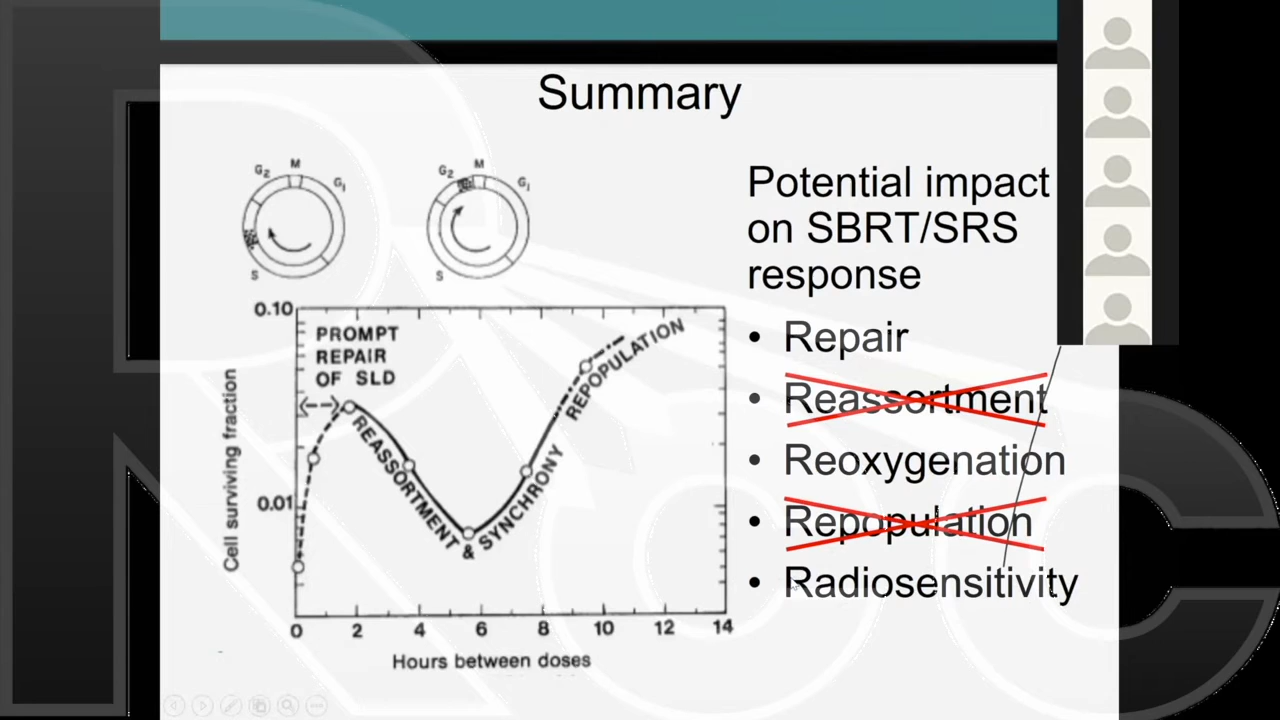 Summary
G2 M G1
S
G2 M G1
S
0.10
0.01
Cell surviving fraction
PROMPT
REPAIR
OF SLD
REASSORTMENT & SYNCHRONY
REPOPULATION
0 2 4 6 8 10 12 14
Hours between doses
Potential impact
on SBRT/SRS
response
• Repair
• Reassortment
• Reoxygenation
• Repopulation
• Radiosensitivity